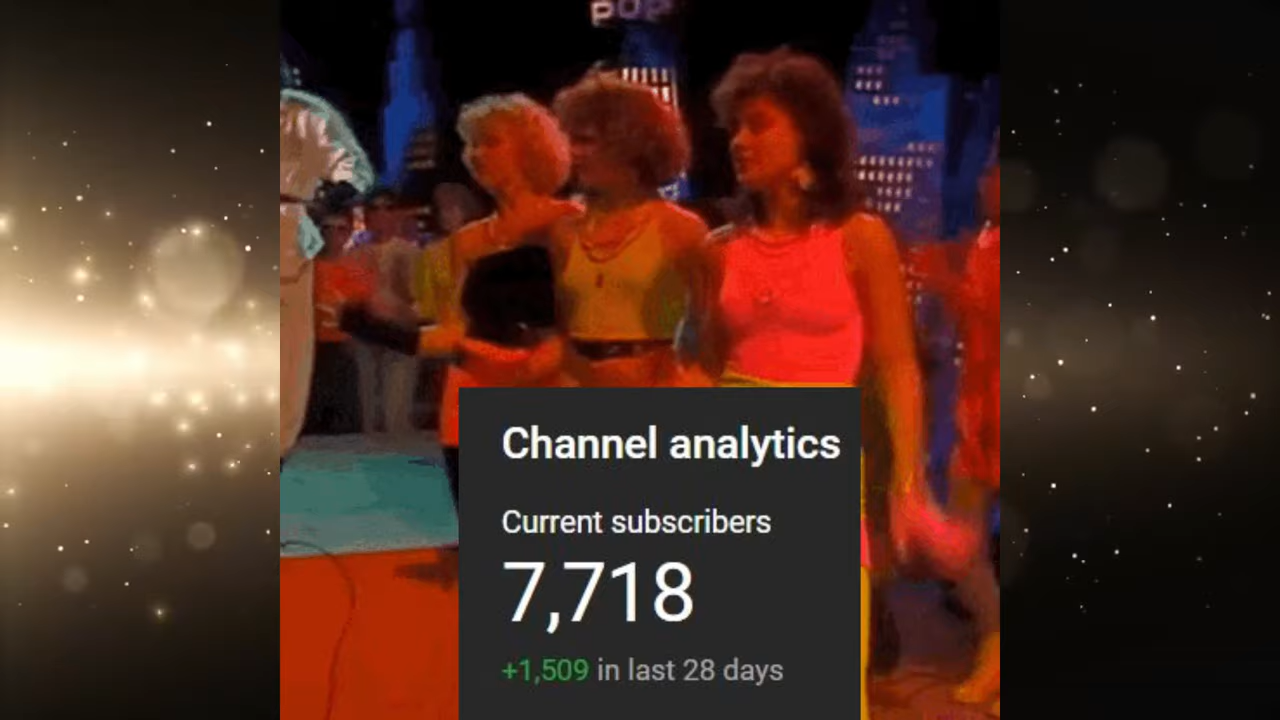 POP
Channel analytics
Current subscribers
7,718
+1,509 in last 28 days